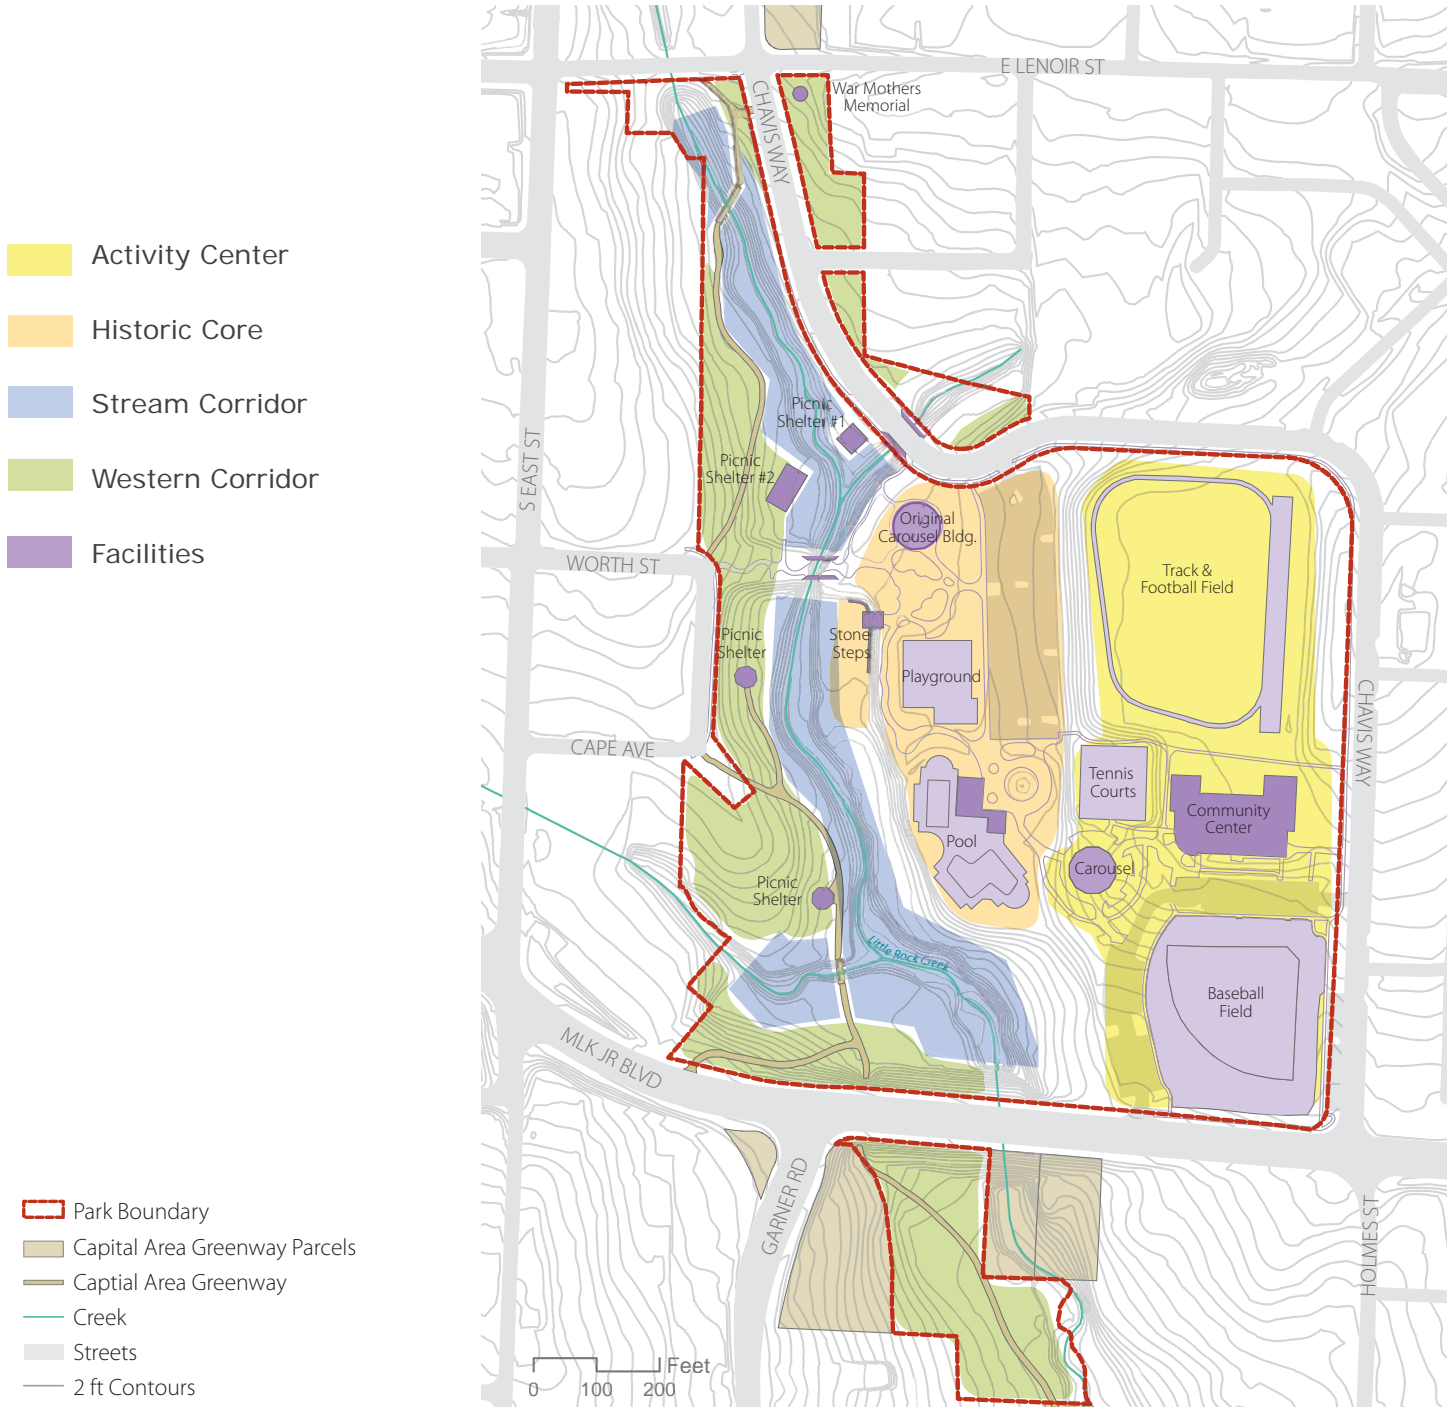 Activity Center
Historic Core
Stream Corridor
Western Corridor
Facilities
Park Boundary
Capital Area Greenway Parcels
Captial Area Greenway
Creek
Streets
2 ft Contours
E LENOIR ST
CHAVIS WAY
War Mothers
Memorial
S EAST ST
Picnic
Shelter #1
Picnic
Shelter #2
Original
Carousel Bldg.
WORTH ST
Track &
Football Field
Picnic
Shelter
Stone
Steps
Playground
CHAVIS WAY
CAPE AVE
Tennis
Courts
Community
Center
Pool
Carousel
Picnic
Shelter
Little Rock Creek
Baseball
Field
MLK JR BLVD
GARNER RD
HOLMES ST
Feet
0 100 200